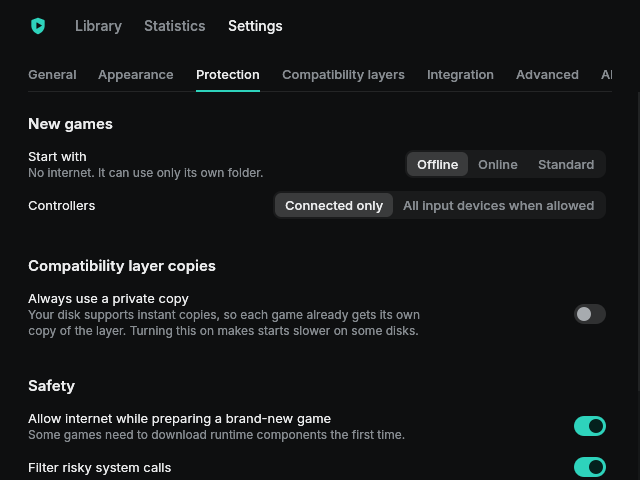 Library Statistics Settings
General Appearance Protection Compatibility layers Integration Advanced
New games
Start with
No internet. It can use only its own folder.
Offline Online Standard
Controllers
Connected only All input devices when allowed
Compatibility layer copies
Always use a private copy
Your disk supports instant copies, so each game already gets its own
copy of the layer. Turning this on makes starts slower on some disks.
Safety
Allow internet while preparing a brand-new game
Some games need to download runtime components the first time.
Filter risky system calls